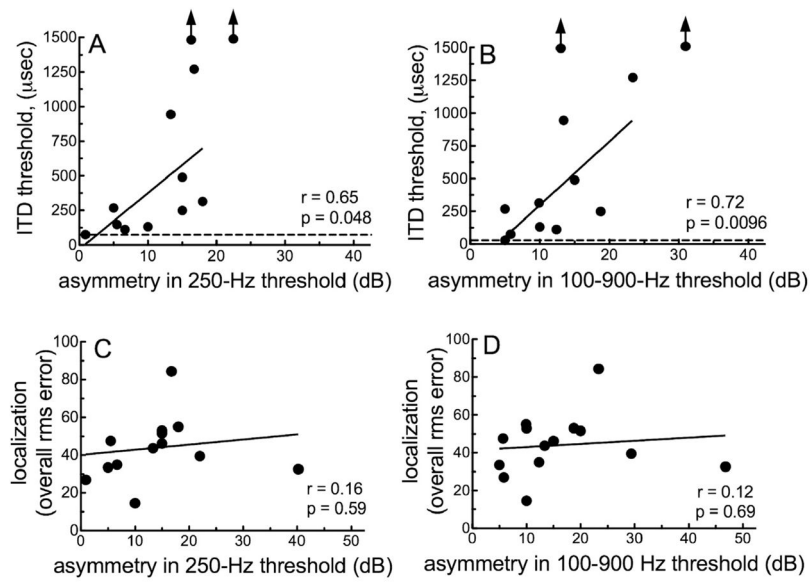 A
ITD threshold, (μsec)
1500
1250
1000
750
500
250
0
r = 0.65
p = 0.048
0 10 20 30 40
asymmetry in 250-Hz threshold (dB)
B
ITD threshold, (μsec)
1500
1250
1000
750
500
250
0
r = 0.72
p = 0.0096
0 10 20 30 40
asymmetry in 100-900-Hz threshold (dB)
C
localization
(overall rms error)
100
80
60
40
20
0
r = 0.16
p = 0.59
0 10 20 30 40 50
asymmetry in 250-Hz threshold (dB)
D
localization
(overall rms error)
100
80
60
40
20
0
r = 0.12
p = 0.69
0 10 20 30 40 50
asymmetry in 100-900 Hz threshold (dB)